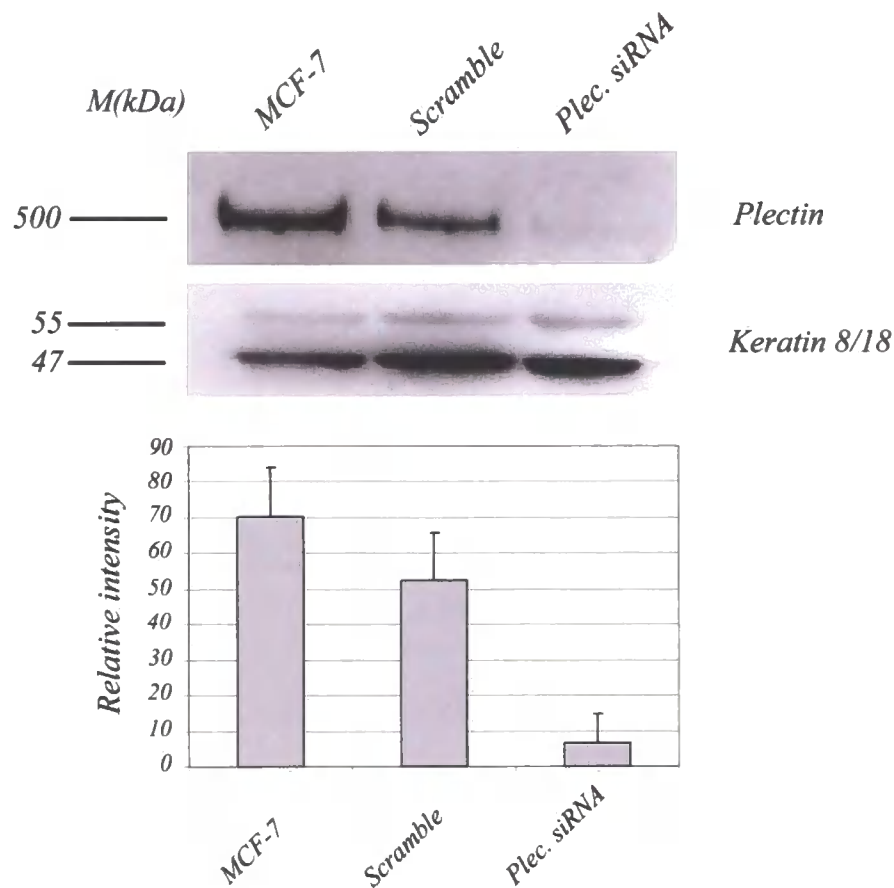 M(kDa)
MCF-7
Scramble
Plec. siRNA
500
Plectin
55
47
Keratin 8/18
90
80
70
60
50
40
30
20
10
0
Relative intensity
MCF-7
Scramble
Plec. siRNA